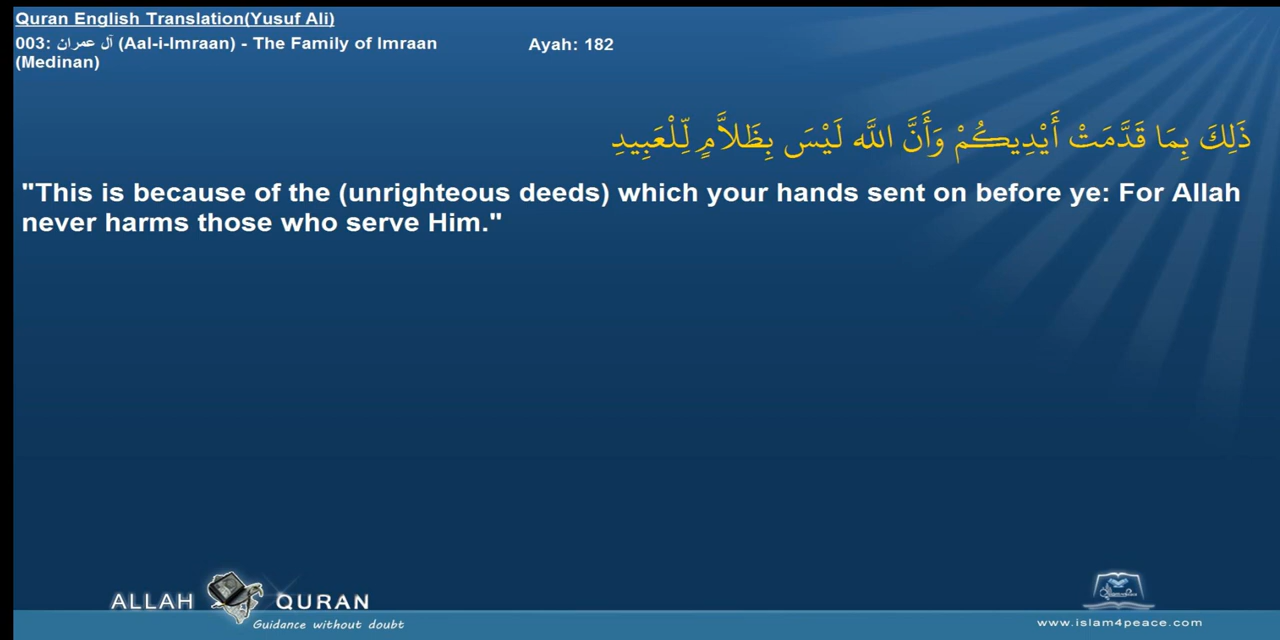 Quran English Translation(Yusuf Ali)
003: آل عمران (Aal-i-Imraan) - The Family of Imraan
(Medinan)
Ayah: 182
ذَلِكَ بِمَا قَدَّمَتْ أَيْدِيكُمْ وَأَنَّ اللَّه لَيْسَ بِظَلاَّمٍ لِّلْعَبِيدِ
"This is because of the (unrighteous deeds) which your hands sent on before ye: For Allah
never harms those who serve Him."
ALLAH QURAN
Guidance without doubt
www.islam4peace.com